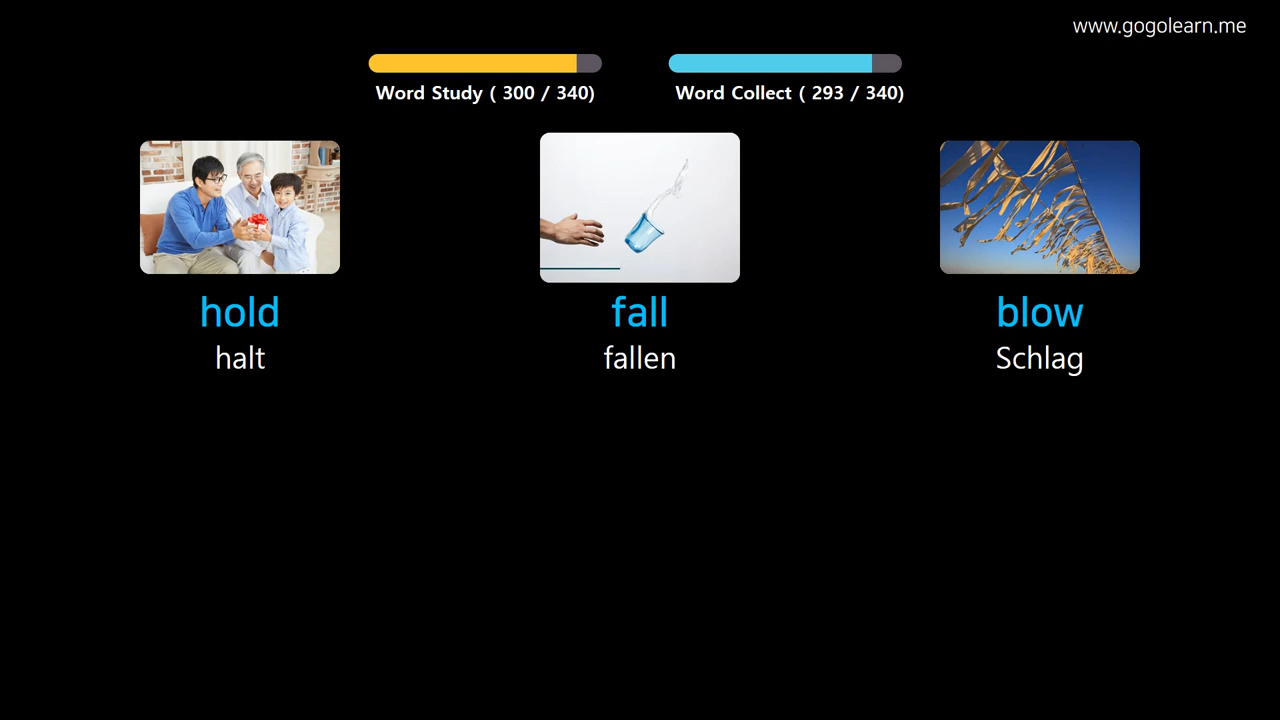 www.gogolearn.me
Word Study ( 300 / 340)
Word Collect ( 293 / 340)
hold
halt
fall
fallen
blow
Schlag